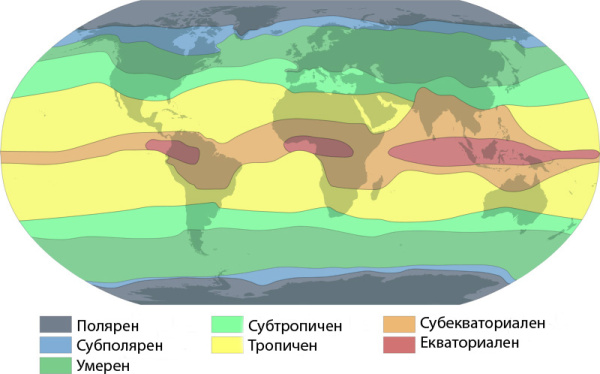 Полярен
Субполярен
Умерен
Субтропичен
Тропичен
Субекваториален
Екваториален